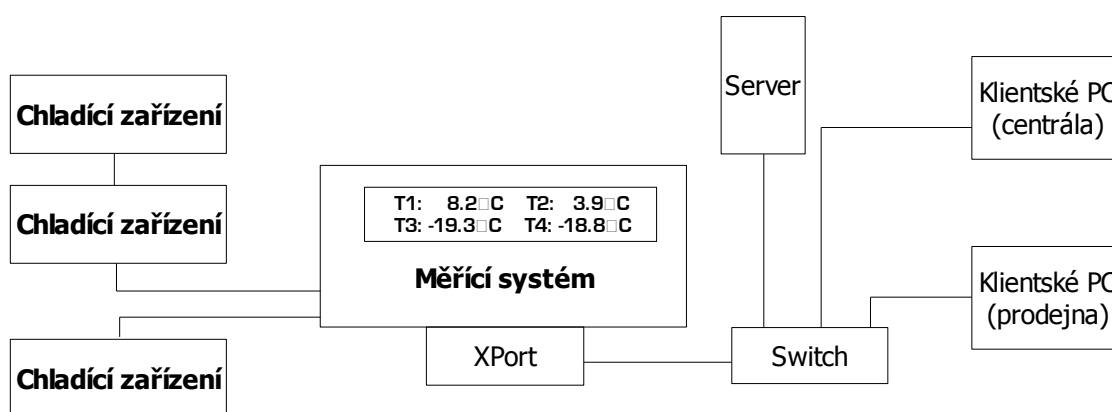 Chladící zařízení
Chladící zařízení
Chladící zařízení
T1: 8.2□C T2: 3.9□C
T3: -19.3□C T4: -18.8□C
Měřící systém
XPort
Server
Switch
Klientské PC
(centrála)
Klientské PC
(prodejna)